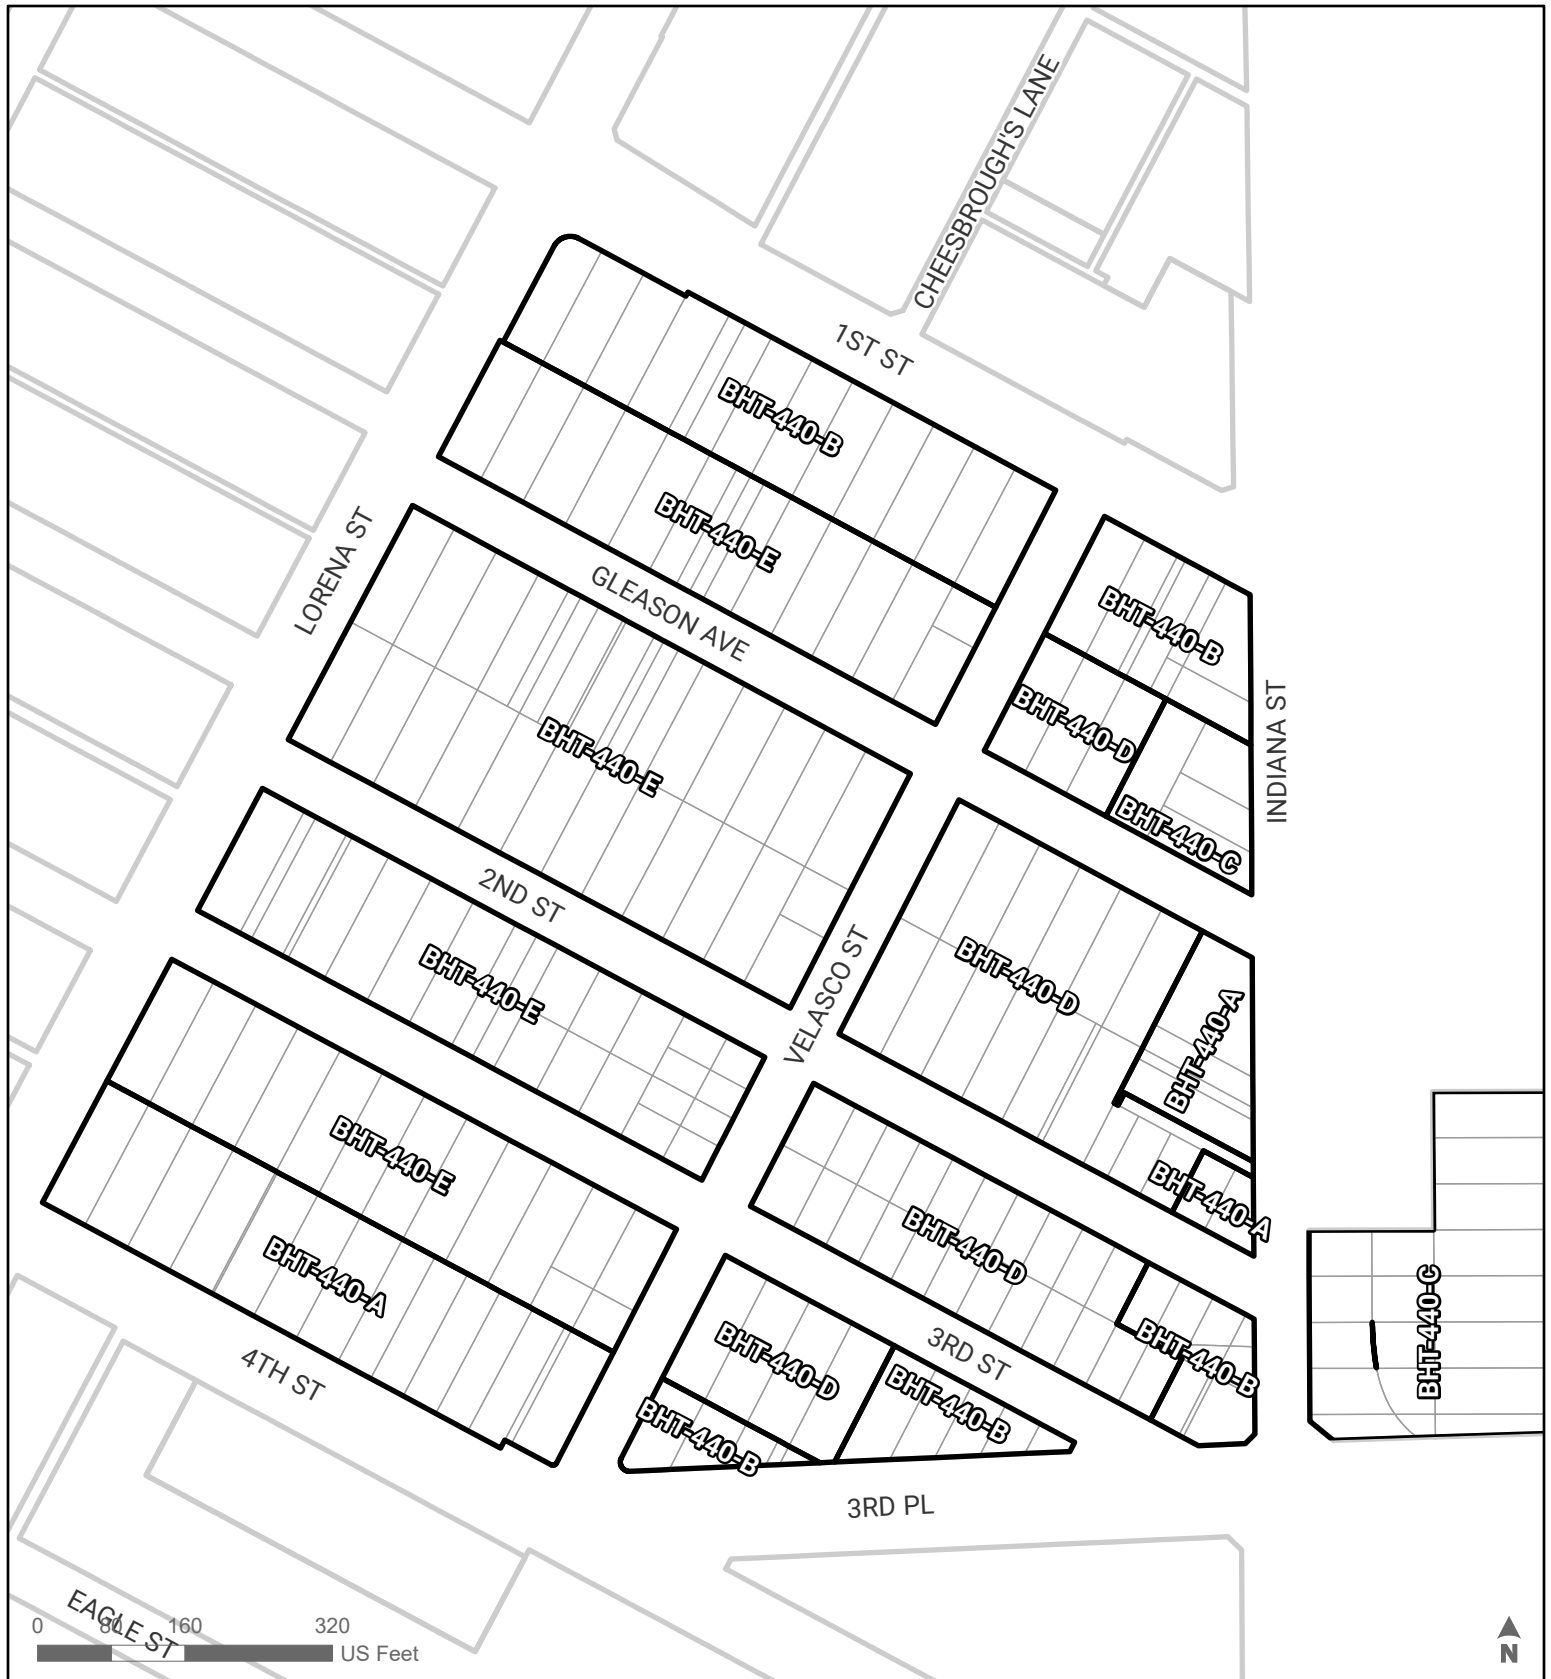 CHEESBROUGH'S LANE
1ST ST
BHT-440-B
BHT-440-E
LORENA ST
GLEASON AVE
BHT-440-B
BHT-440-D
BHT-440-C
INDIANA ST
BHT-440-E
2ND ST
BHT-440-E
VELASCO ST
BHT-440-D
BHT-440-A
BHT-440-A
BHT-440-E
BHT-440-A
BHT-440-D
BHT-440-B
BHT-440-C
4TH ST
BHT-440-D
3RD ST
BHT-440-B
BHT-440-B
3RD PL
EAGLE ST
0 80 160 320
US Feet
N